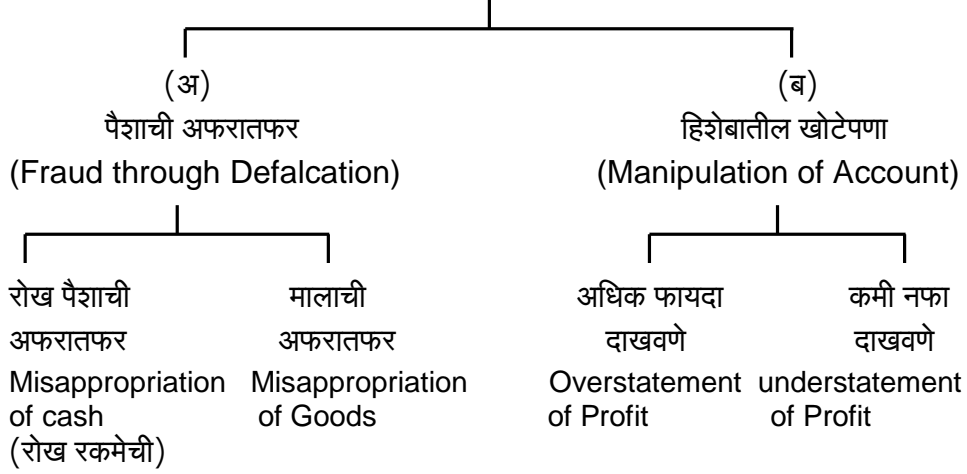 (अ) (ब)
पैशाची अफरातफर हिशेबातील खोटेपणा
(Fraud through Defalcation) (Manipulation of Account)
रोख पैशाची मालाची अधिक फायदा कमी नफा
अफरातफर अफरातफर दाखवणे दाखवणे
Misappropriation Misappropriation Overstatement understatement
of cash of Goods of Profit of Profit
(रोख रकमेची)